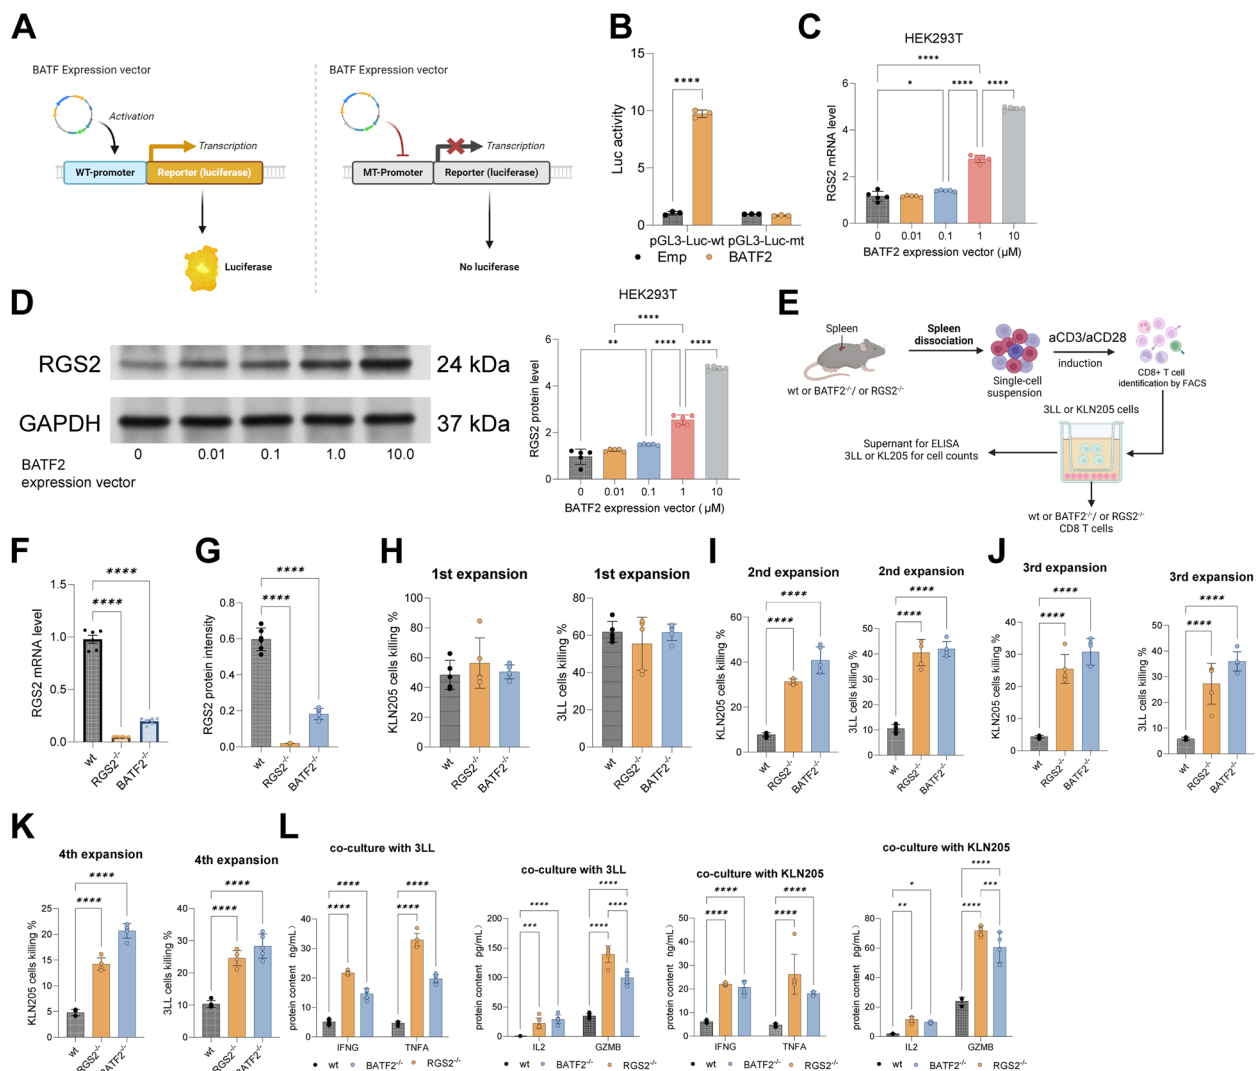 A
BATF Expression vector
Activation
Transcription
WT-promoter
Reporter (luciferase)
Luciferase
BATF Expression vector
Transcription
MT-Promoter
Reporter (luciferase)
No luciferase
B
Luc activity
15
10
5
0
****
pGL3-Luc-wt
pGL3-Luc-mt
Emp
BATF2
C
HEK293T
RGS2 mRNA level
6
4
2
0
****
*
****
****
0
0.01
0.1
1
10
BATF2 expression vector (μM)
D
RGS2
24 kDa
GAPDH
37 kDa
0
0.01
0.1
1.0
10.0
BATF2
expression vector
HEK293T
RGS2 protein level
6
4
2
0
****
**
****
****
0
0.01
0.1
1
10
BATF2 expression vector ( μM)
E
Spleen
wt or BATF2-/-/ or RGS2-/-
Spleen
dissociation
Single-cell
suspension
aCD3/aCD28
induction
CD8+ T cell
identification by FACS
3LL or KLN205 cells
Supernant for ELISA
3LL or KL205 for cell counts
wt or BATF2-/-/ or RGS2-/-
CD8 T cells
F
RGS2 mRNA level
1.5
1.0
0.5
0.0
****
****
wt
RGS2-/-
BATF2-/-
G
RGS2 protein intensity
0.8
0.6
0.4
0.2
0.0
****
****
wt
RGS2-/-
BATF2-/-
H
1st expansion
KLN205 cells killing %
100
80
60
40
20
0
wt
RGS2-/-
BATF2-/-
1st expansion
3LL cells killing %
80
60
40
20
0
wt
RGS2-/-
BATF2-/-
I
2nd expansion
KLN205 cells killing %
60
40
20
0
****
****
wt
RGS2-/-
BATF2-/-
2nd expansion
3LL cells killing %
50
40
30
20
10
0
****
****
wt
RGS2-/-
BATF2-/-
J
3rd expansion
KLN205 cells killing %
40
30
20
10
0
****
****
wt
RGS2-/-
BATF2-/-
3rd expansion
3LL cells killing %
50
40
30
20
10
0
****
****
wt
RGS2-/-
BATF2-/-
K
4th expansion
KLN205 cells killing %
25
20
15
10
5
0
****
****
wt
RGS2-/-
BATF2-/-
4th expansion
3LL cells killing %
40
30
20
10
0
****
****
wt
RGS2-/-
BATF2-/-
L
co-culture with 3LL
protein content pg/mL)
40
30
20
10
0
****
****
****
****
IFNG
TNFA
wt
BATF2-/-
RGS2-/-
co-culture with 3LL
protein content pg/mL)
200
150
100
50
0
****
***
****
****
****
IL2
GZMB
wt
BATF2-/-
RGS2-/-
co-culture with KLN205
protein content pg/mL)
50
40
30
20
10
0
****
****
****
****
IFNG
TNFA
wt
BATF2-/-
RGS2-/-
co-culture with KLN205
protein content pg/mL)
80
60
40
20
0
*
**
****
***
****
IL2
GZMB
wt
BATF2-/-
RGS2-/-